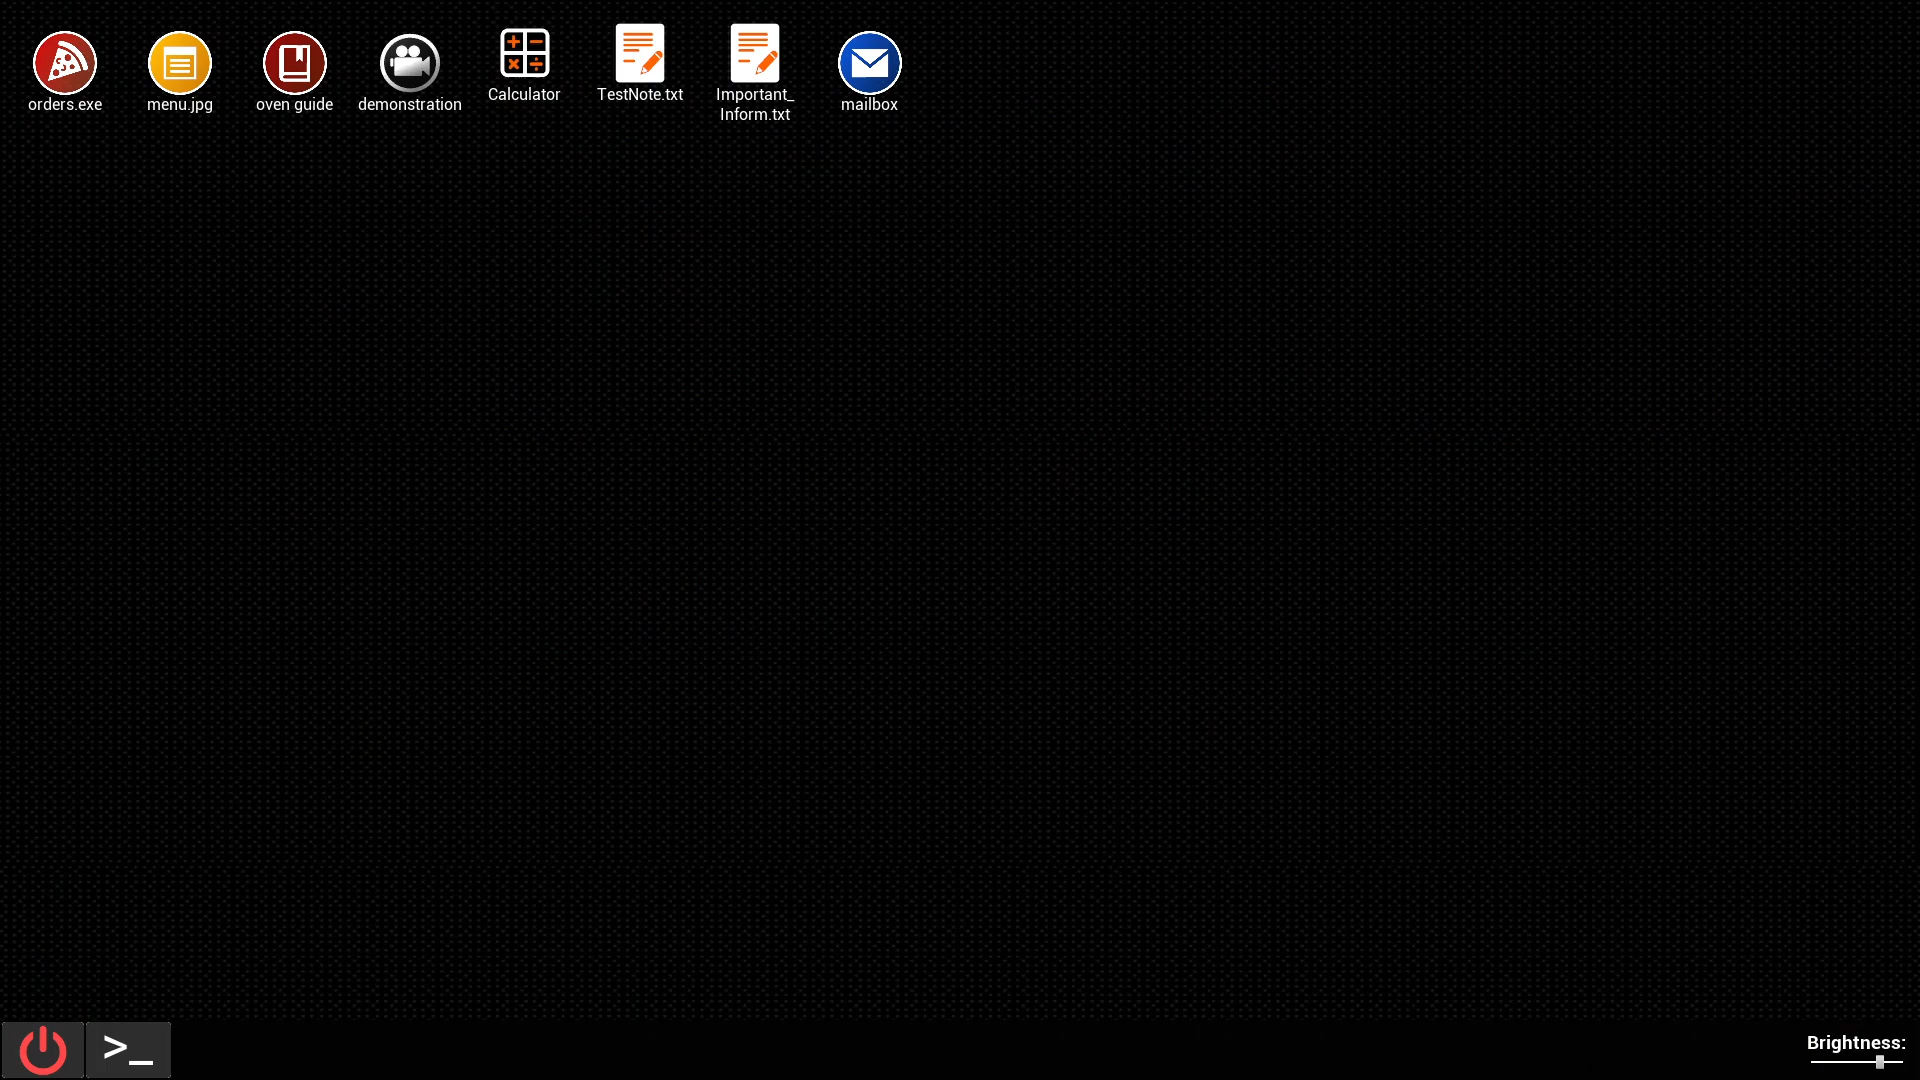 orders.exe
menu.jpg
oven guide
demonstration
Calculator
TestNote.txt
Important_
Inform.txt
mailbox
>_
Brightness: